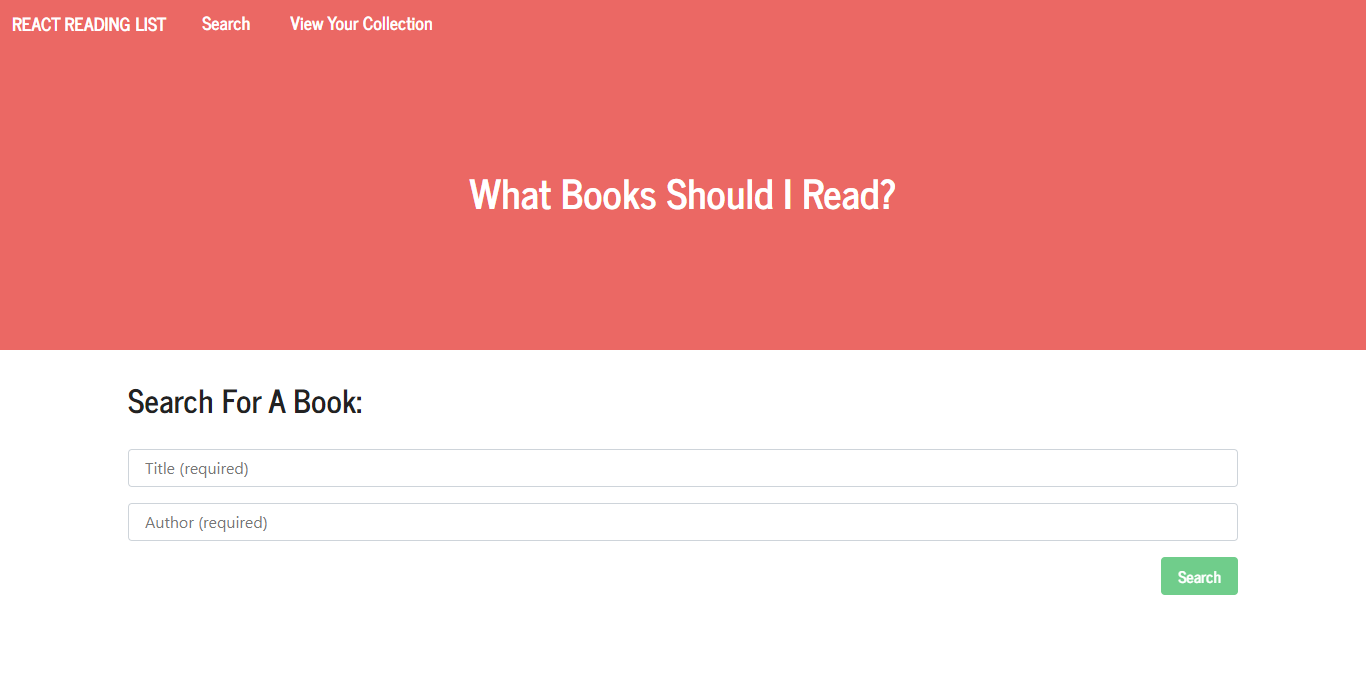 REACT READING LIST Search View Your Collection
What Books Should I Read?
Search For A Book:
Title (required)
Author (required)
Search